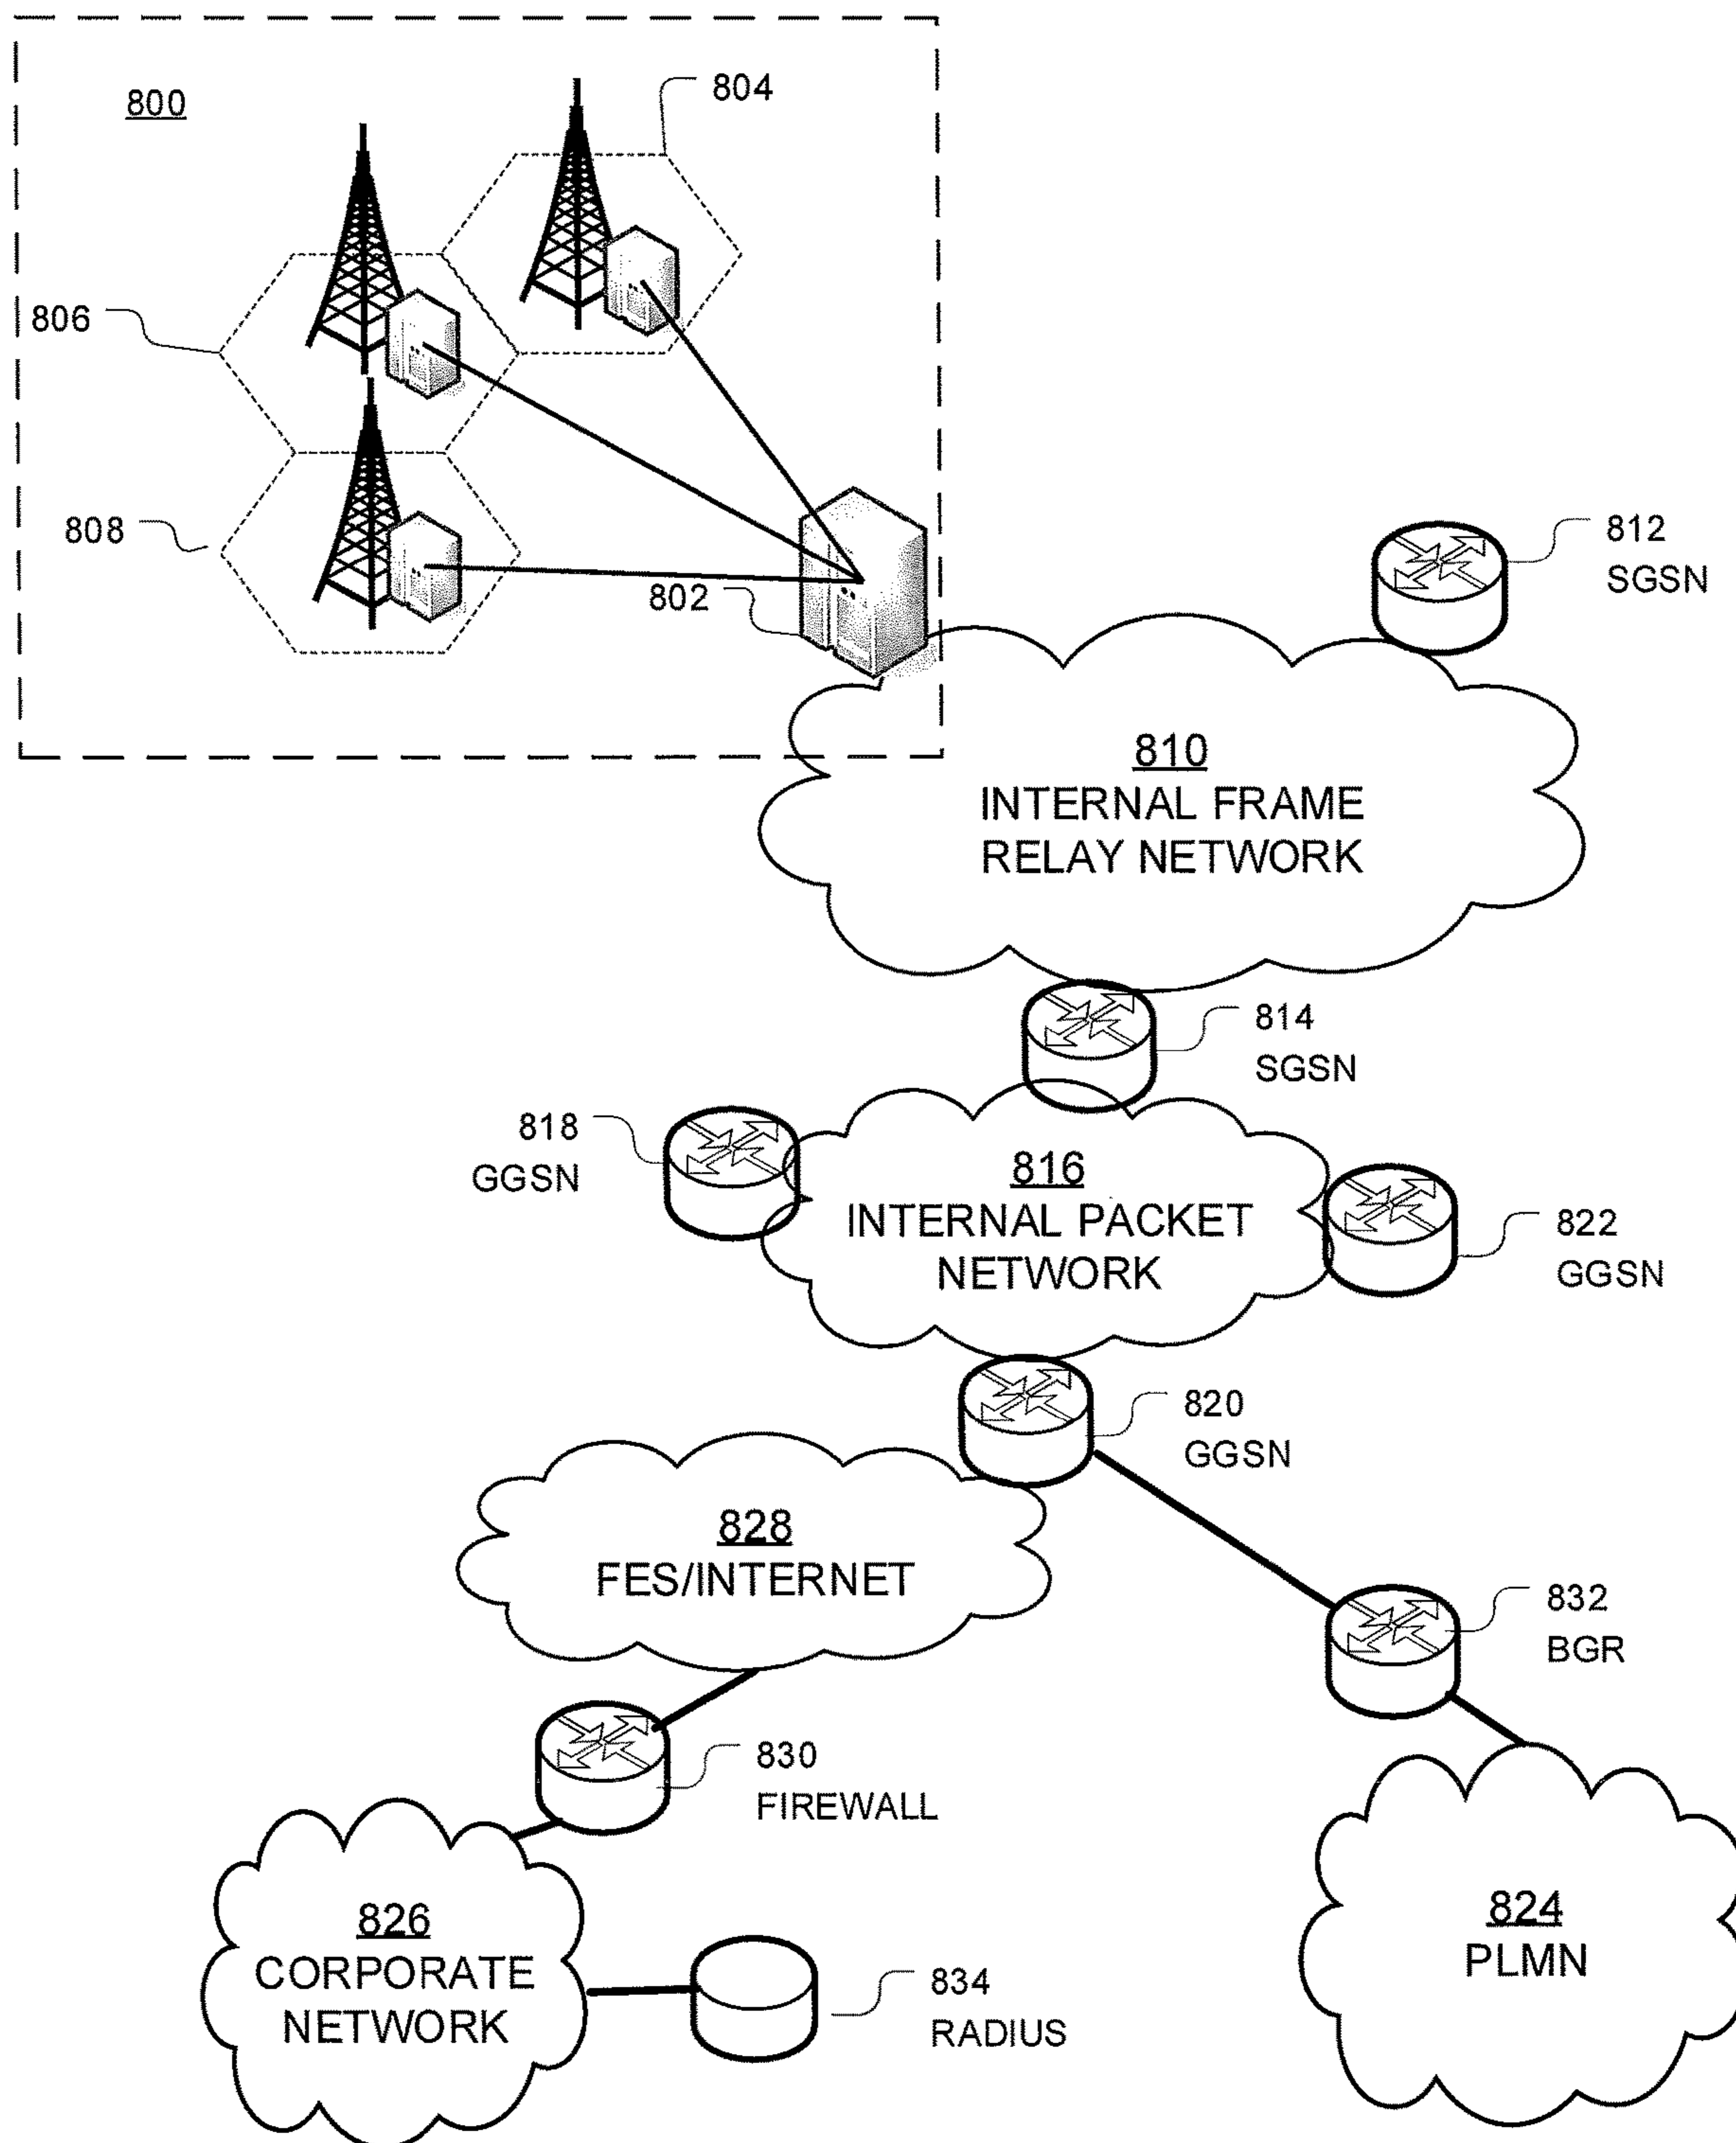 800
804
806
808
802
812
SGSN
810
INTERNAL FRAME
RELAY NETWORK
814
SGSN
818
GGSN
816
INTERNAL PACKET
NETWORK
822
GGSN
820
GGSN
828
FES/INTERNET
832
BGR
830
FIREWALL
826
CORPORATE
NETWORK
824
PLMN
834
RADIUS